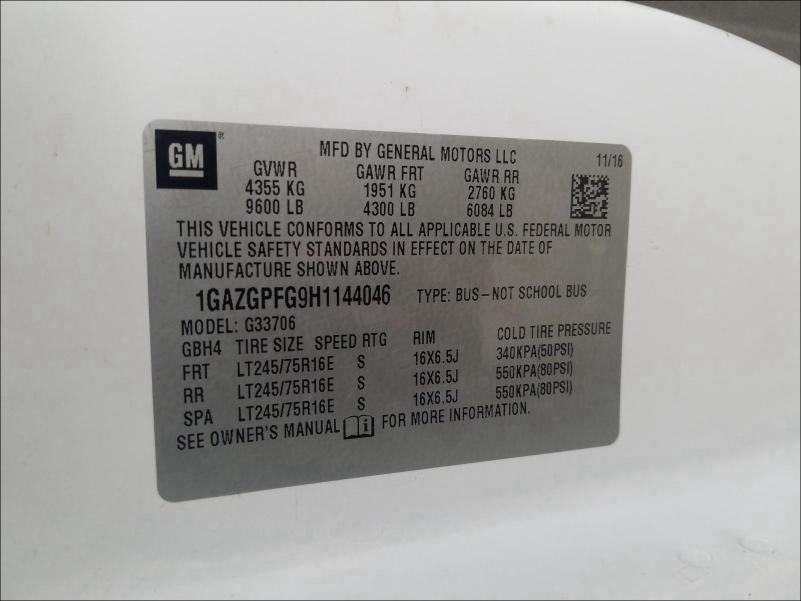 GM ®
MFD BY GENERAL MOTORS LLC 11/16
GVWR GAWR FRT GAWR RR
4355 KG 1951 KG 2760 KG
9600 LB 4300 LB 6084 LB
THIS VEHICLE CONFORMS TO ALL APPLICABLE U.S. FEDERAL MOTOR
VEHICLE SAFETY STANDARDS IN EFFECT ON THE DATE OF
MANUFACTURE SHOWN ABOVE.
1GAZGPFG9H1144046 TYPE: BUS-NOT SCHOOL BUS
MODEL: G33706
GBH4 TIRE SIZE SPEED RTG RIM COLD TIRE PRESSURE
FRT LT245/75R16E S 16X6.5J 340KPA(50PSI)
RR LT245/75R16E S 16X6.5J 550KPA(80PSI)
SPA LT245/75R16E S 16X6.5J 550KPA(80PSI)
SEE OWNER'S MANUAL i FOR MORE INFORMATION.